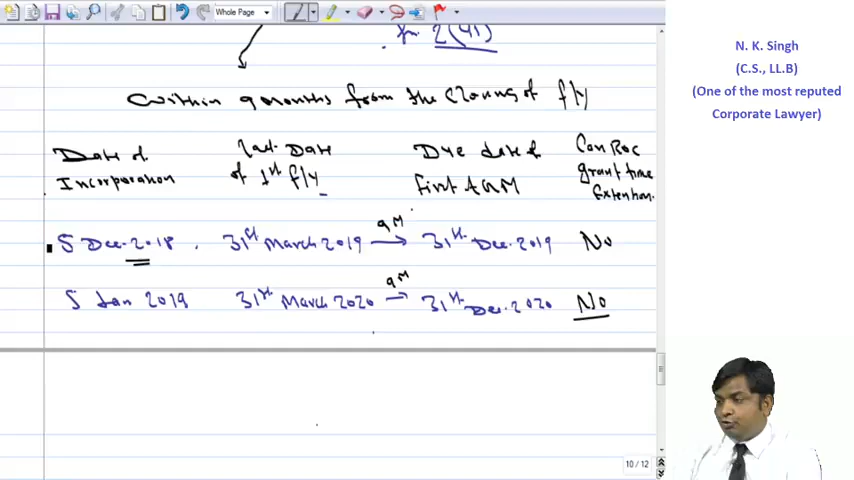 Whole Page
2(41)
Within 9 months from the closing of f/y
Date of Incorporation
Last Date of 1st f/y
Due date of first AGM
Can Roc grant time Extention
5 Dec. 2018 31st March 2019 9M 31st Dec. 2019 No
5 Jan 2019 31st March 2020 9M 31st Dec. 2020 No
10 / 12
N. K. Singh
(C.S., LL.B)
(One of the most reputed
Corporate Lawyer)